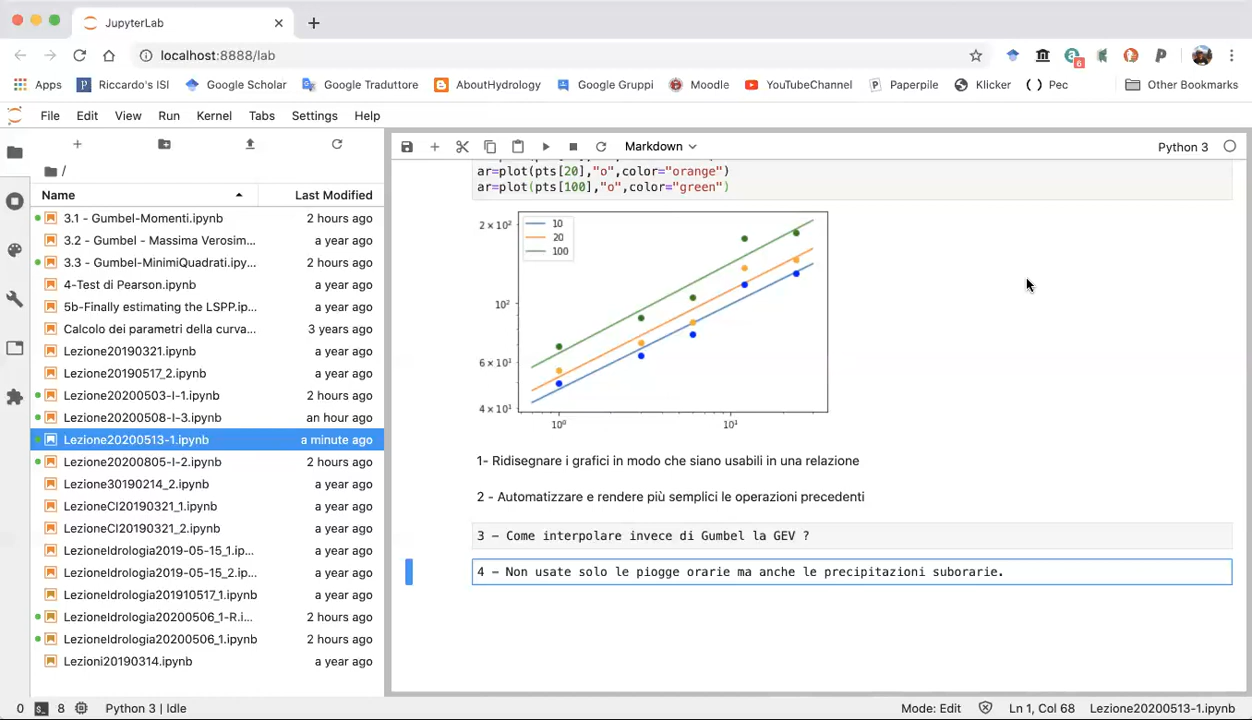 JupyterLab
localhost:8888/lab
6
Apps Riccardo's ISI Google Scholar Google Traduttore AboutHydrology Google Gruppi Moodle YouTubeChannel Paperpile Klicker Pec Other Bookmarks
File Edit View Run Kernel Tabs Settings Help
Markdown
Python 3
/
Name Last Modified
3.1 - Gumbel-Momenti.ipynb 2 hours ago
3.2 - Gumbel - Massima Verosim... a year ago
3.3 - Gumbel-MinimiQuadrati.ipy... 2 hours ago
4-Test di Pearson.ipynb a year ago
5b-Finally estimating the LSPP.ip... a year ago
Calcolo dei parametri della curva... 3 years ago
Lezione20190321.ipynb a year ago
Lezione20190517_2.ipynb a year ago
Lezione20200503-I-1.ipynb 2 hours ago
Lezione20200508-I-3.ipynb an hour ago
Lezione20200513-1.ipynb a minute ago
Lezione20200805-I-2.ipynb 2 hours ago
Lezione30190214_2.ipynb a year ago
LezioneCI20190321_1.ipynb a year ago
LezioneCI20190321_2.ipynb a year ago
LezioneIdrologia2019-05-15_1.ip... a year ago
LezioneIdrologia2019-05-15_2.ip... a year ago
LezioneIdrologia201910517_1.ipynb a year ago
LezioneIdrologia20200506_1-R.i... 2 hours ago
LezioneIdrologia20200506_1.ipynb 2 hours ago
Lezioni20190314.ipynb a year ago
ar=plot(pts[20],"o",color="orange")
ar=plot(pts[100],"o",color="green")
2 × 10²
10
20
100
10²
6 × 10¹
4 × 10¹
10⁰ 10¹
1- Ridisegnare i grafici in modo che siano usabili in una relazione
2 - Automatizzare e rendere più semplici le operazioni precedenti
3 - Come interpolare invece di Gumbel la GEV ?
4 - Non usate solo le piogge orarie ma anche le precipitazioni suborarie.
0 8 Python 3 | Idle Mode: Edit Ln 1, Col 68 Lezione20200513-1.ipynb